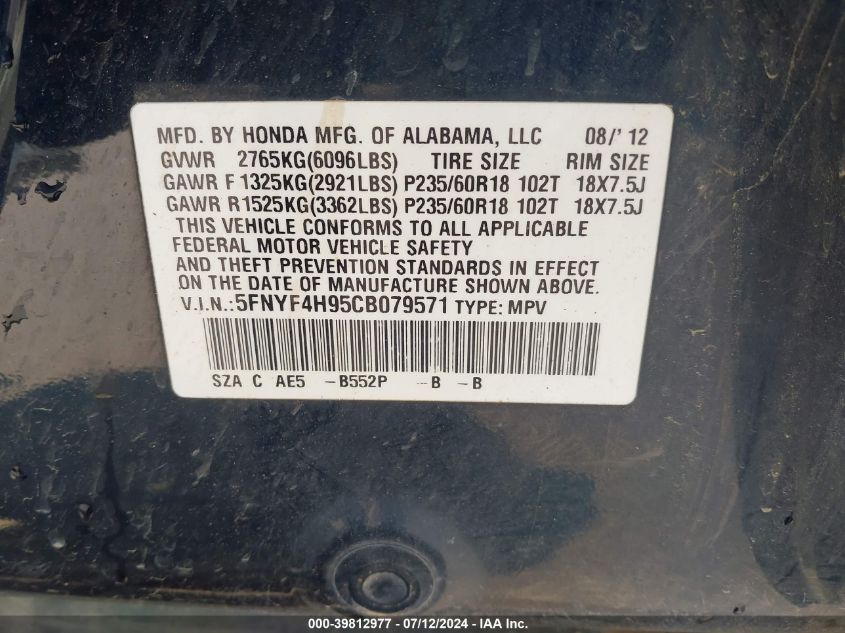 MFD. BY HONDA MFG. OF ALABAMA, LLC 08/' 12
GVWR 2765KG(6096LBS) TIRE SIZE RIM SIZE
GAWR F 1325KG(2921LBS) P235/60R18 102T 18X7.5J
GAWR R1525KG(3362LBS) P235/60R18 102T 18X7.5J
THIS VEHICLE CONFORMS TO ALL APPLICABLE
FEDERAL MOTOR VEHICLE SAFETY
AND THEFT PREVENTION STANDARDS IN EFFECT
ON THE DATE OF MANUFACTURE SHOWN ABOVE.
V.I.N.:5FNYF4H95CB079571 TYPE: MPV
SZA C AE5 -B552P -B -B
000-39812977 - 07/12/2024 - IAA Inc.